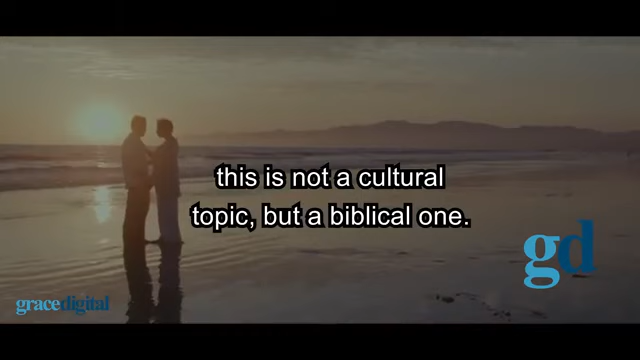 this is not a cultural
topic, but a biblical one.
gd
gracedigital